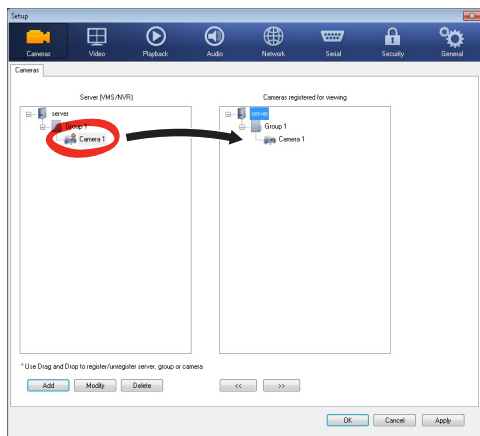 Setup
Cameras Video Playback Audio Network Serial Security General
Cameras
Server (VMS/NVR) Cameras registered for viewing
server server
Group 1 Group 1
Camera 1 Camera 1
* Use Drag and Drop to register/unregister server, group or camera
Add Modify Delete << >>
OK Cancel Apply